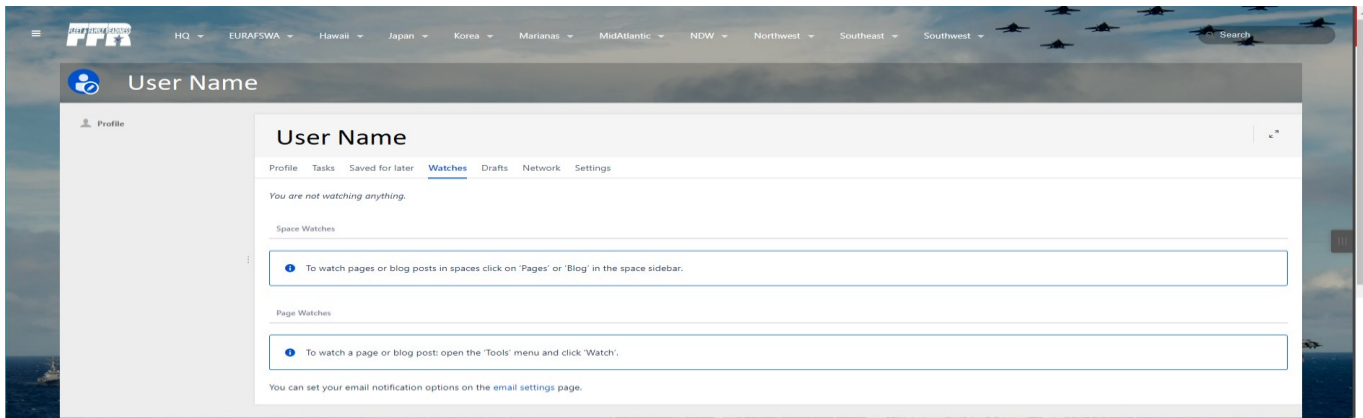 FLEET & FAMILY READINESS
FFR
HQ EURAFSWA Hawaii Japan Korea Marianas MidAtlantic NDW Northwest Southeast Southwest Search
User Name
Profile
User Name
Profile Tasks Saved for later Watches Drafts Network Settings
You are not watching anything.
Space Watches
To watch pages or blog posts in spaces click on 'Pages' or 'Blog' in the space sidebar.
Page Watches
To watch a page or blog post: open the 'Tools' menu and click 'Watch'.
You can set your email notification options on the email settings page.